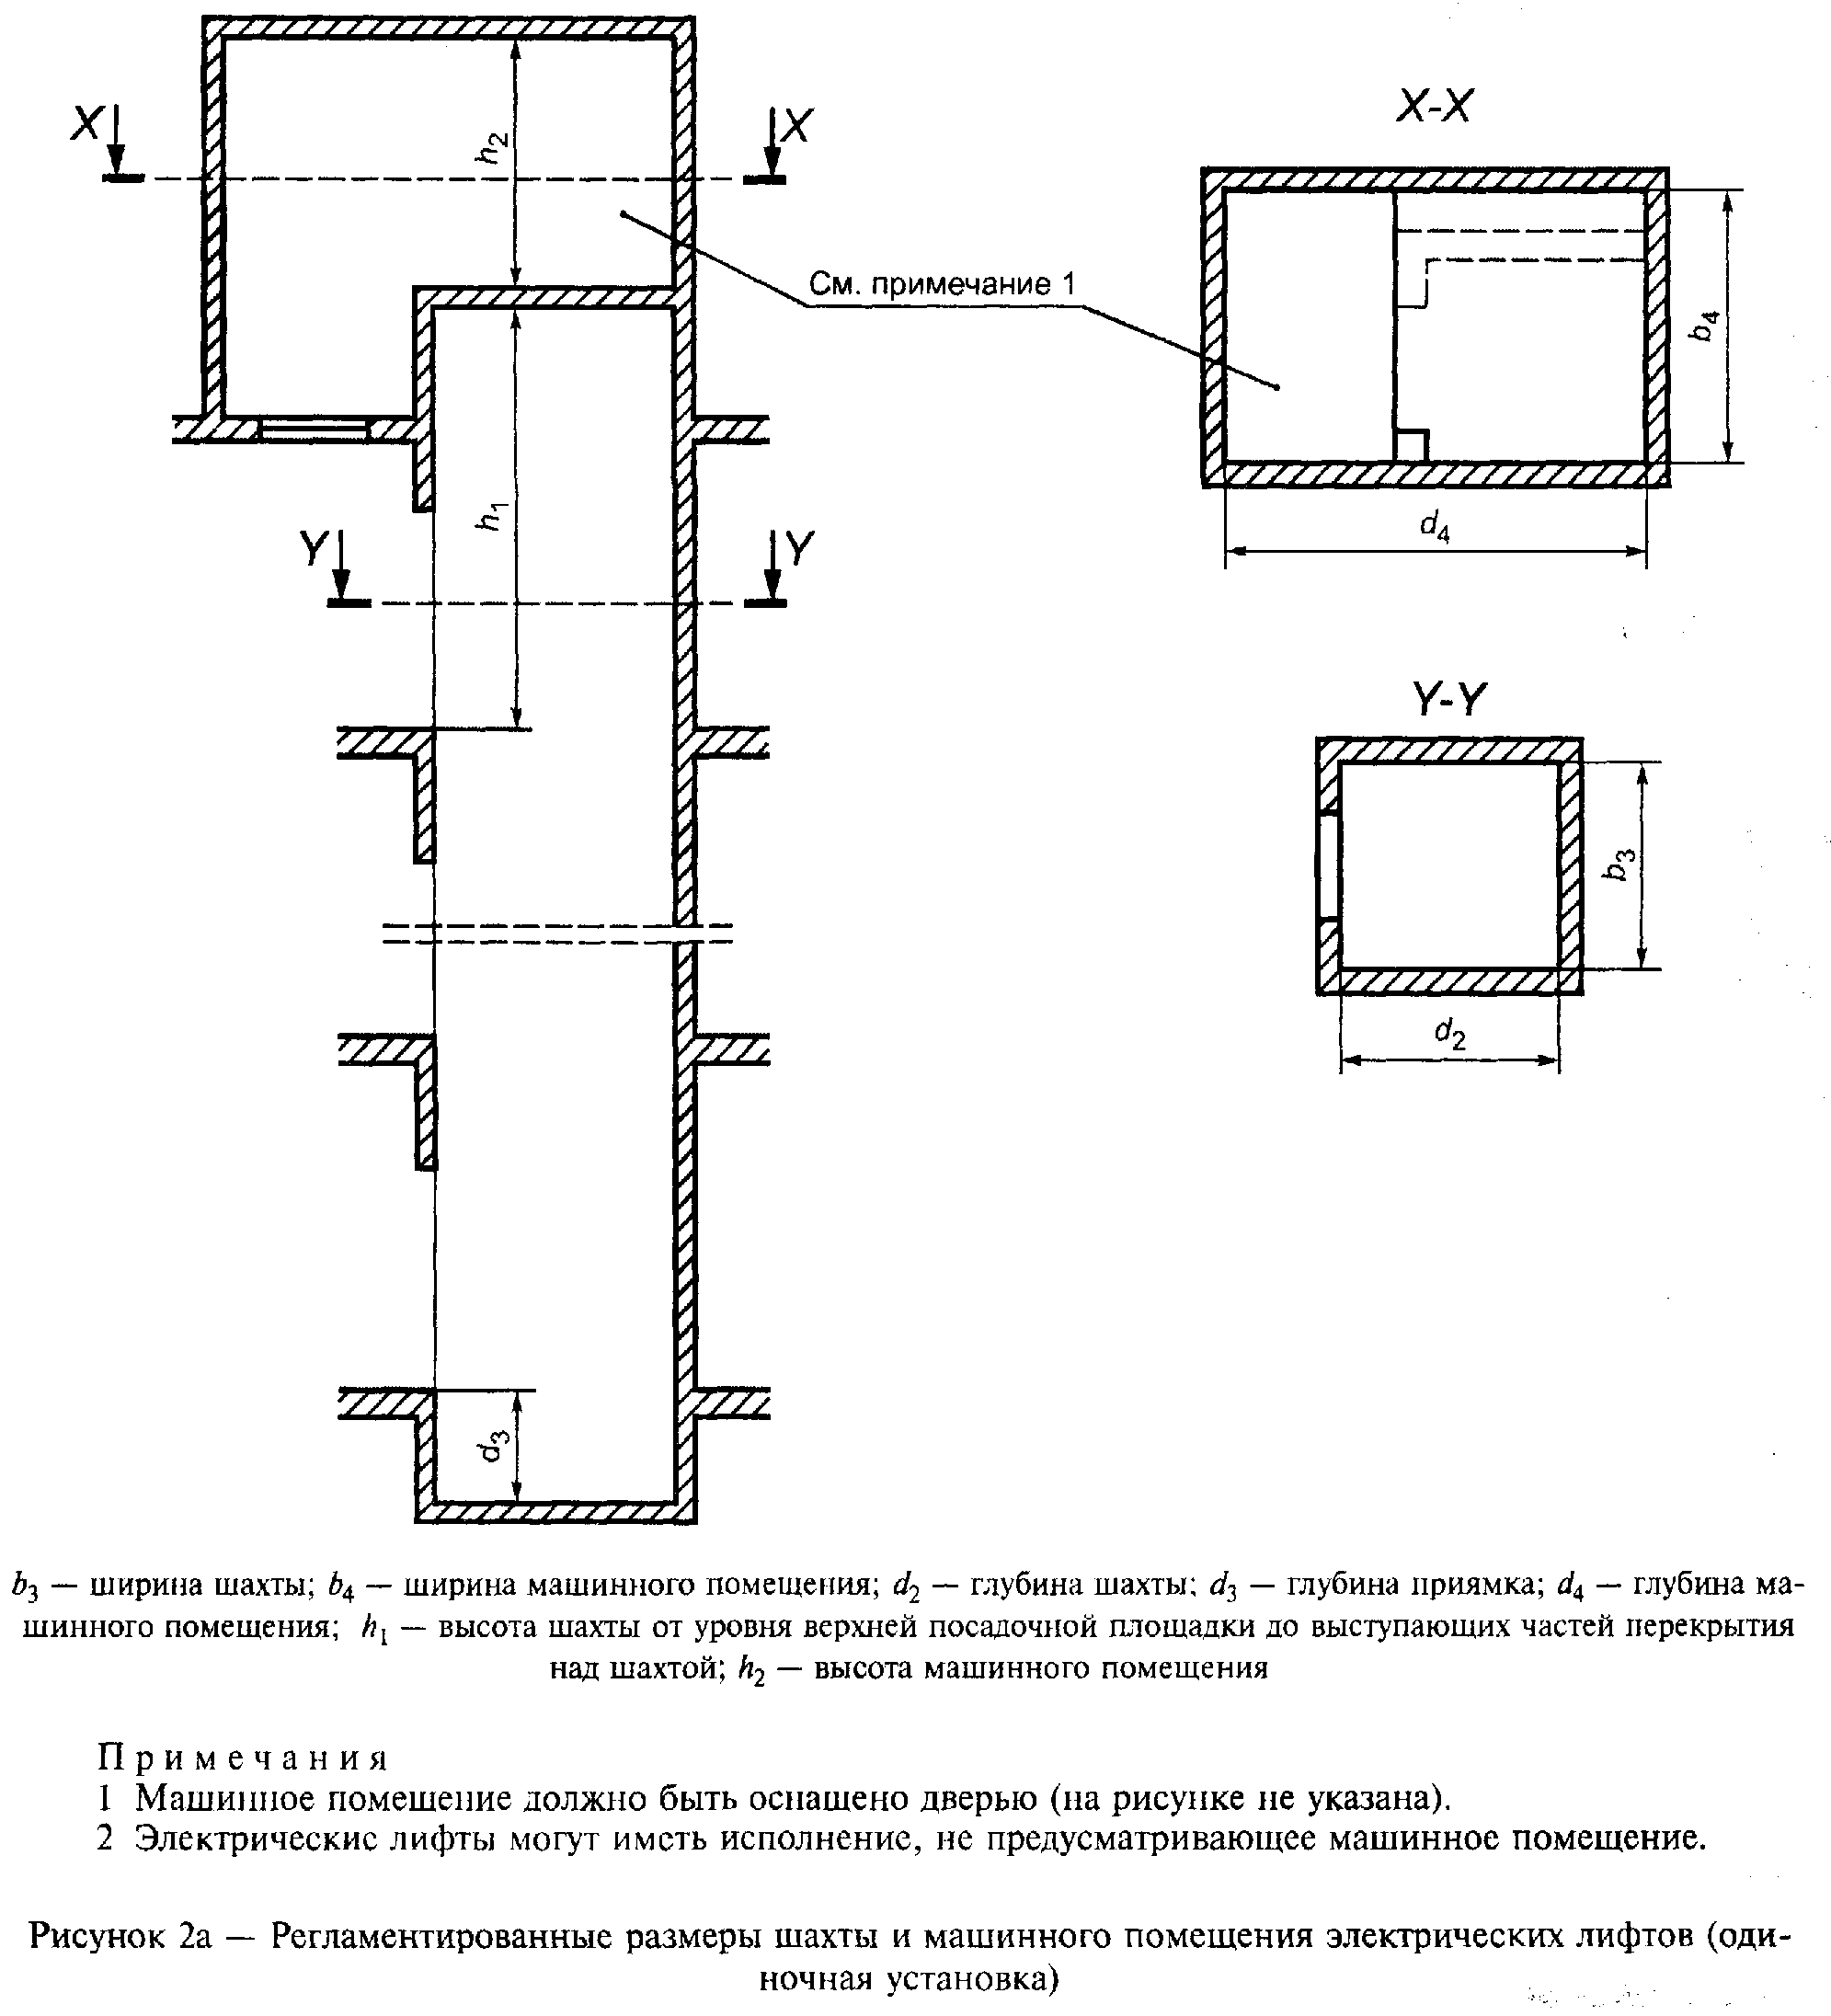 X X
h2
X-X
b4
См. примечание 1
d4
h1
Y Y
Y-Y
b3
d2
d3
b3 — ширина шахты; b4 — ширина машинного помещения; d2 — глубина шахты; d3 — глубина приямка; d4 — глубина ма-
шинного помещения; h1 — высота шахты от уровня верхней посадочной площадки до выступающих частей перекрытия
над шахтой; h2 — высота машинного помещения
Примечания
1 Машинное помещение должно быть оснащено дверью (на рисунке не указана).
2 Электрические лифты могут иметь исполнение, не предусматривающее машинное помещение.
Рисунок 2а — Регламентированные размеры шахты и машинного помещения электрических лифтов (оди-
ночная установка)